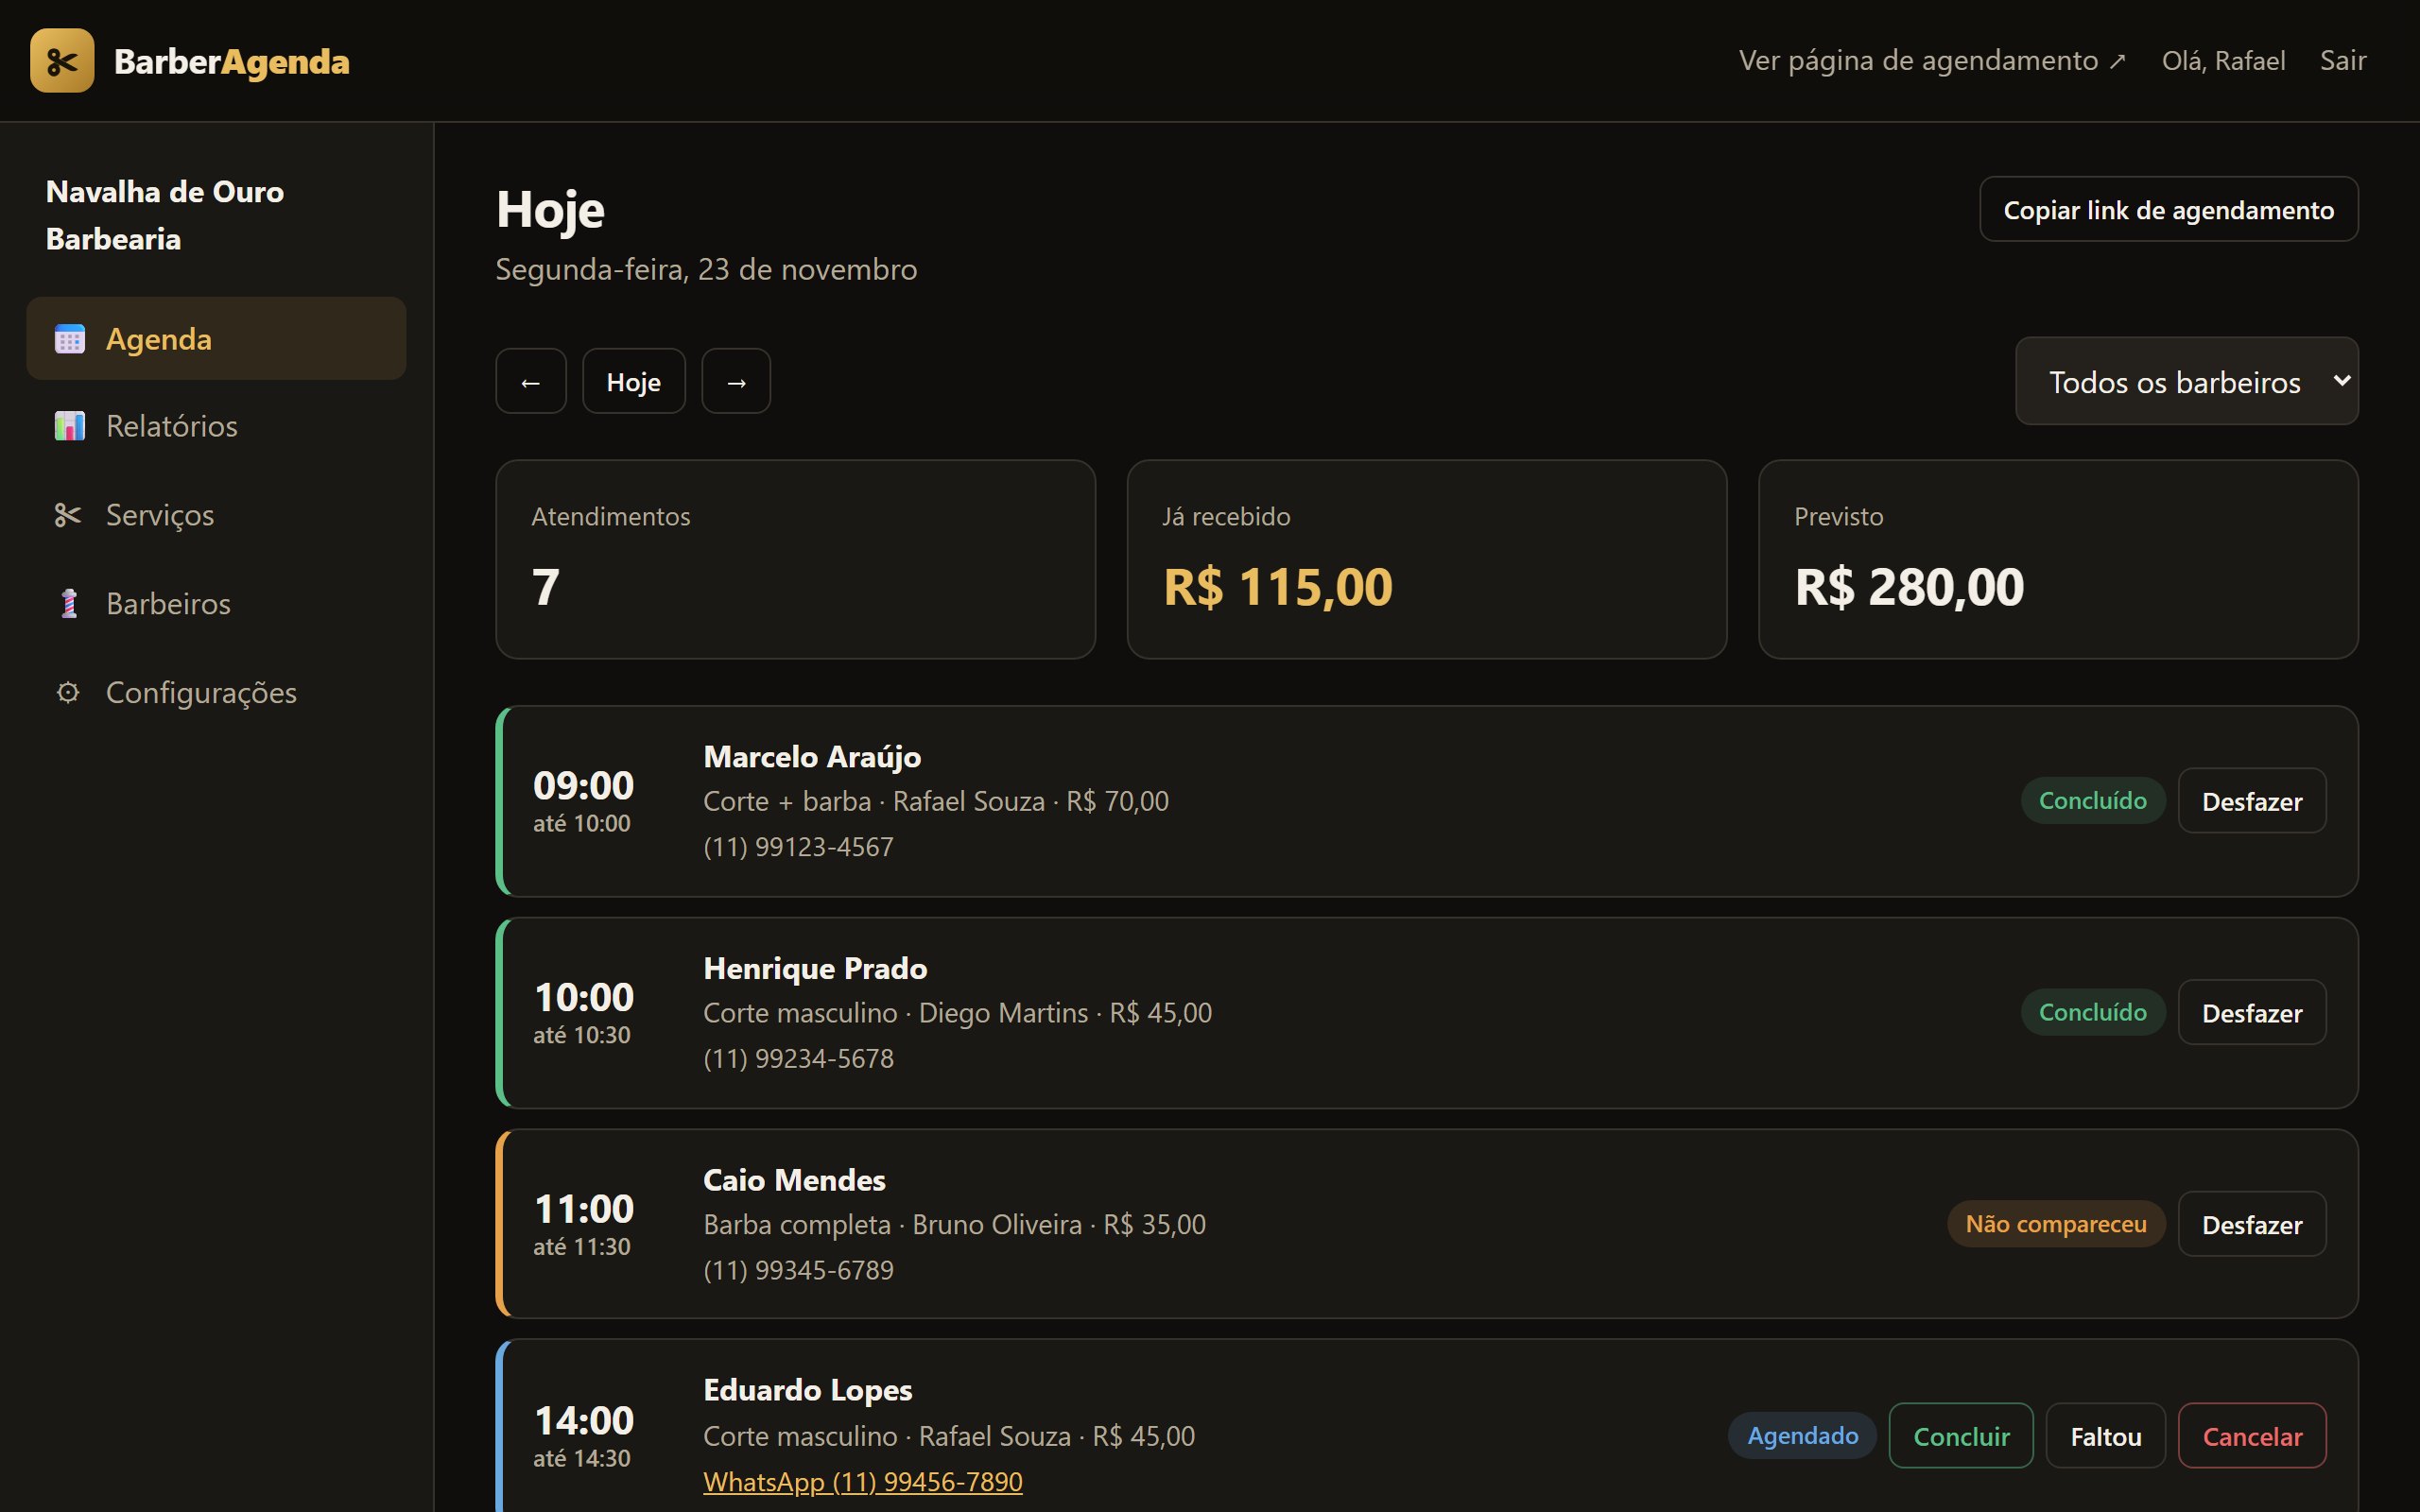 BarberAgenda
Ver página de agendamento ↗ Olá, Rafael Sair
Navalha de Ouro
Barbearia
Agenda
Relatórios
Serviços
Barbeiros
Configurações
Hoje
Segunda-feira, 23 de novembro
Copiar link de agendamento
← Hoje →
Todos os barbeiros
Atendimentos
7
Já recebido
R$ 115,00
Previsto
R$ 280,00
09:00
até 10:00
Marcelo Araújo
Corte + barba · Rafael Souza · R$ 70,00
(11) 99123-4567
Concluído Desfazer
10:00
até 10:30
Henrique Prado
Corte masculino · Diego Martins · R$ 45,00
(11) 99234-5678
Concluído Desfazer
11:00
até 11:30
Caio Mendes
Barba completa · Bruno Oliveira · R$ 35,00
(11) 99345-6789
Não compareceu Desfazer
14:00
até 14:30
Eduardo Lopes
Corte masculino · Rafael Souza · R$ 45,00
WhatsApp (11) 99456-7890
Agendado Concluir Faltou Cancelar